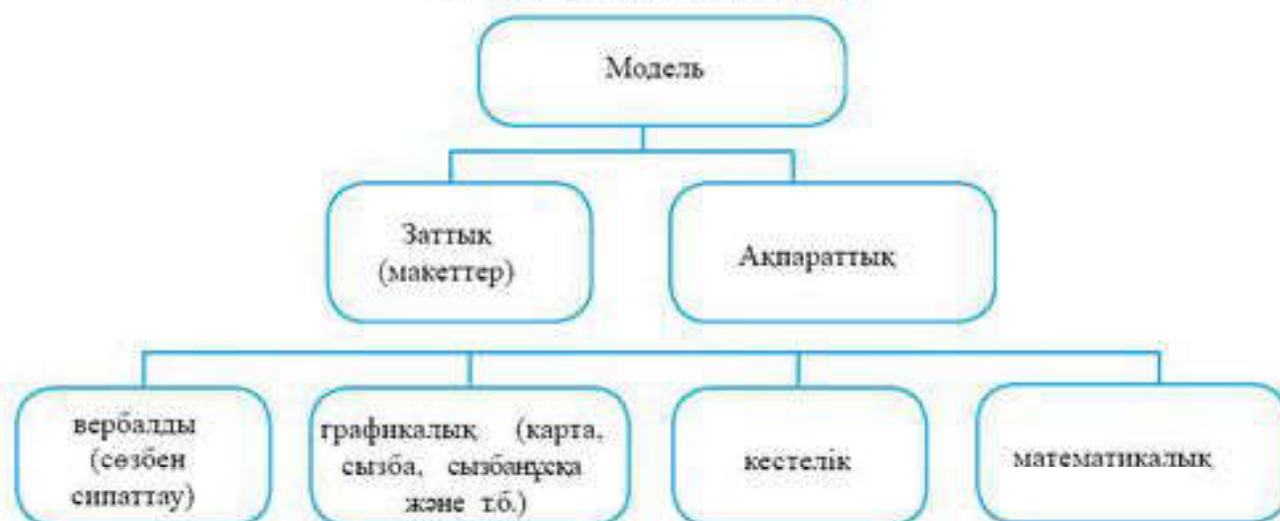 Модель
Заттық
(макеттер)
Ақпараттық
вербалды
(сөзбен
сипаттау)
графикалық (карта,
сызба, сызбанұсқа
және т.б.)
кестелік
математикалық